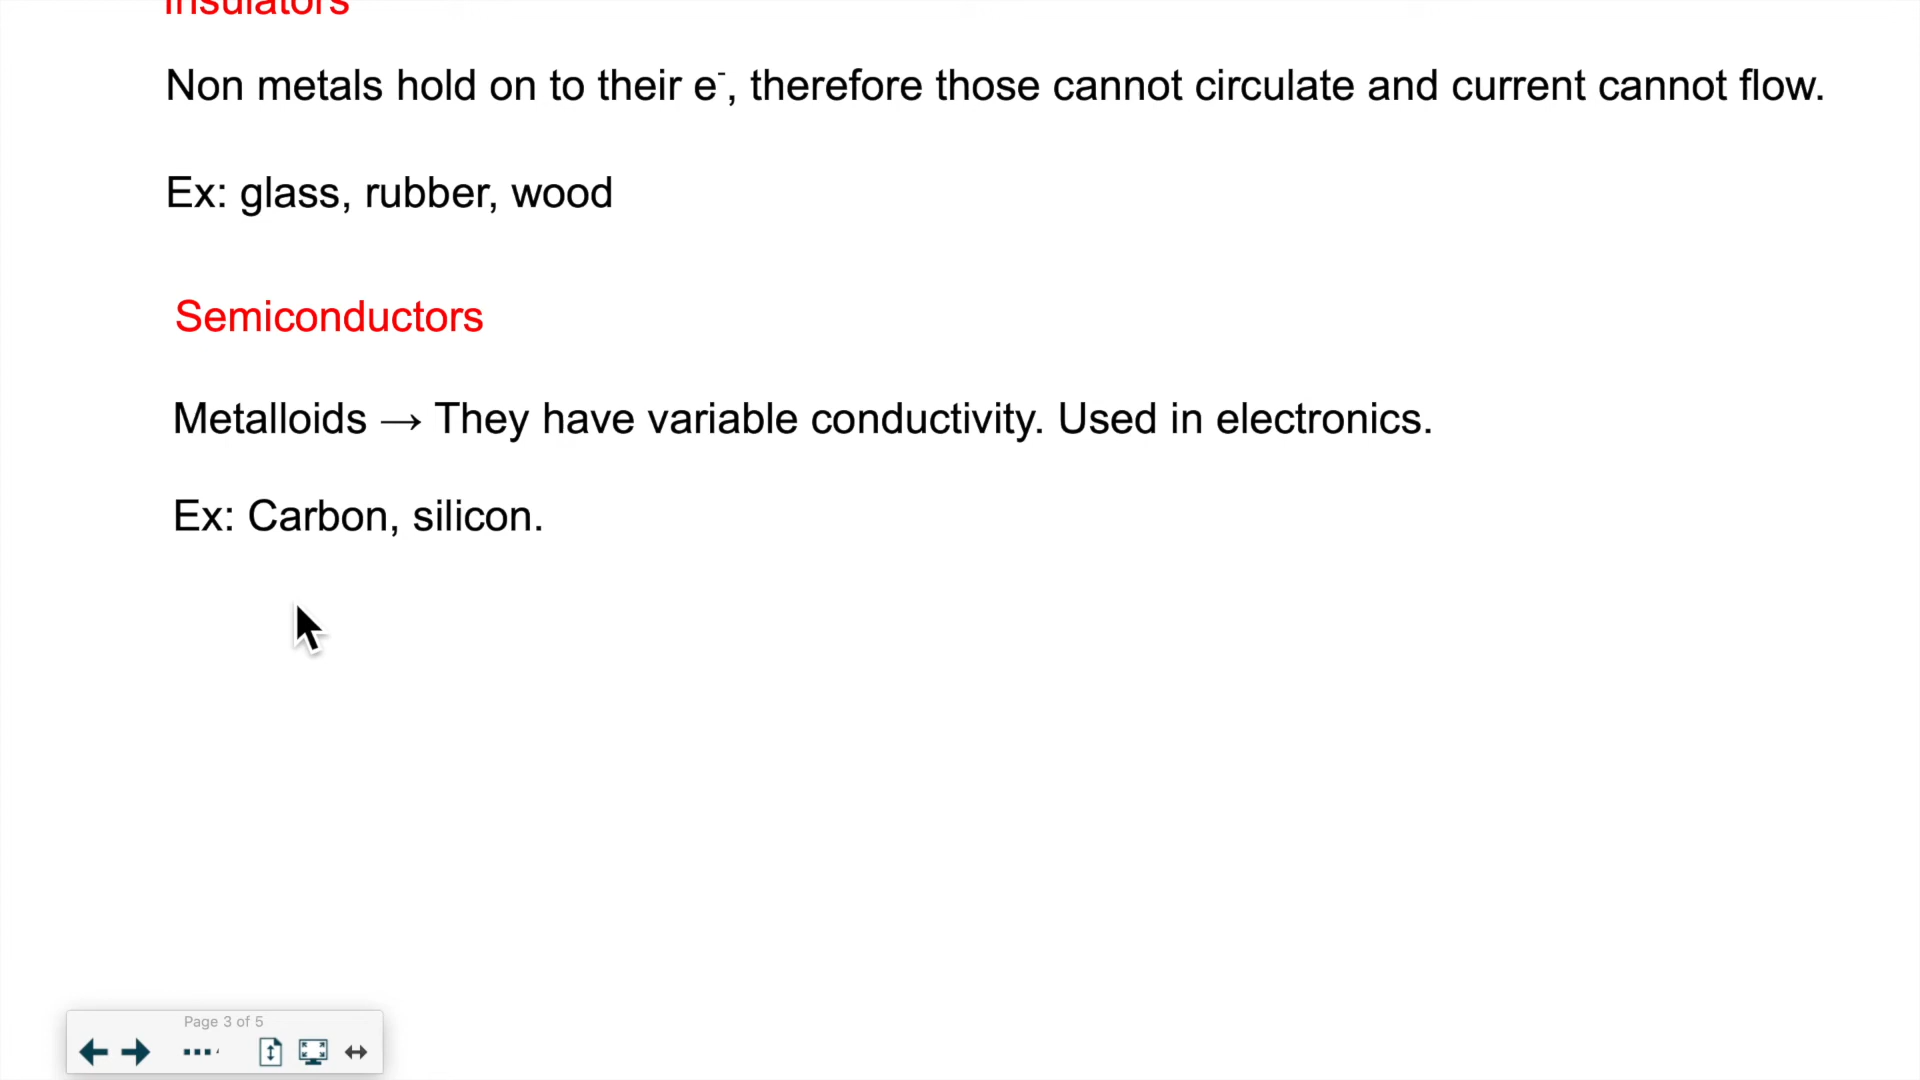 Insulators
Non metals hold on to their e⁻, therefore those cannot circulate and current cannot flow.
Ex: glass, rubber, wood
Semiconductors
Metalloids → They have variable conductivity. Used in electronics.
Ex: Carbon, silicon.
Page 3 of 5